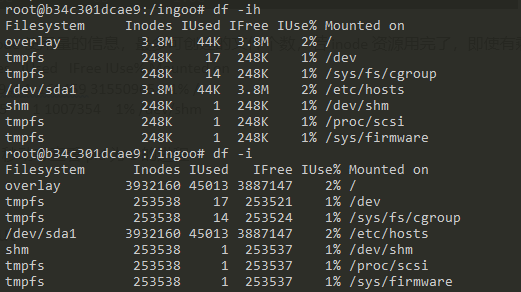 root@b34c301dcae9:/ingoo# df -ih
Filesystem     Inodes IUsed IFree IUse% Mounted on
overlay          3.8M   44K  3.8M    2% /
tmpfs            248K    17  248K    1% /dev
tmpfs            248K    14  248K    1% /sys/fs/cgroup
/dev/sda1        3.8M   44K  3.8M    2% /etc/hosts
shm              248K     1  248K    1% /dev/shm
tmpfs            248K     1  248K    1% /proc/scsi
tmpfs            248K     1  248K    1% /sys/firmware
root@b34c301dcae9:/ingoo# df -i
Filesystem      Inodes IUsed   IFree IUse% Mounted on
overlay        3932160 45013 3887147    2% /
tmpfs           253538    17  253521    1% /dev
tmpfs           253538    14  253524    1% /sys/fs/cgroup
/dev/sda1      3932160 45013 3887147    2% /etc/hosts
shm             253538     1  253537    1% /dev/shm
tmpfs           253538     1  253537    1% /proc/scsi
tmpfs           253538     1  253537    1% /sys/firmware